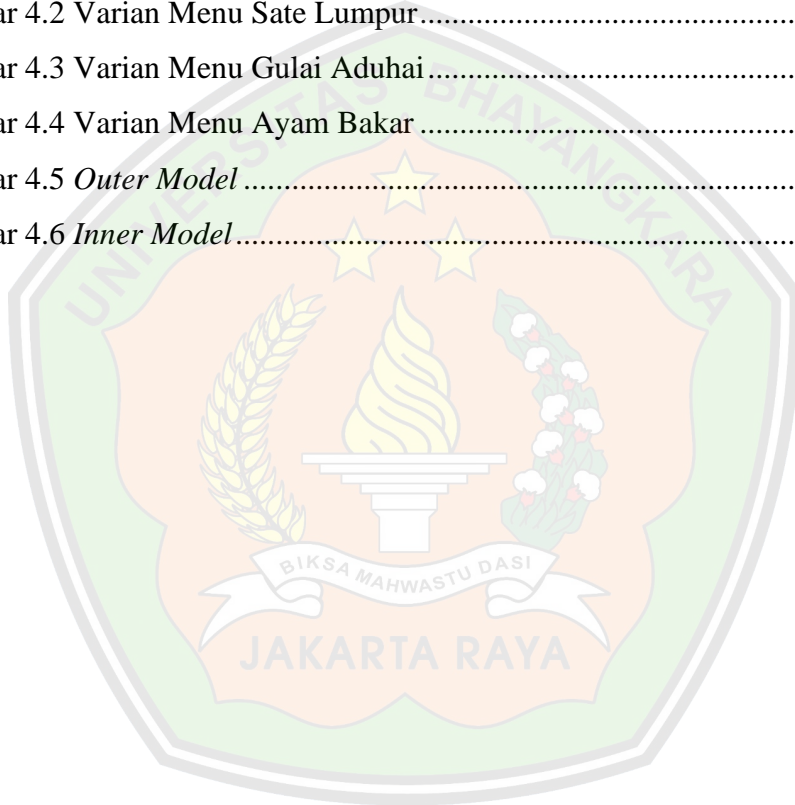 ar 4.2 Varian Menu Sate Lumpur........................................................
ar 4.3 Varian Menu Gulai Aduhai........................................................
ar 4.4 Varian Menu Ayam Bakar........................................................
ar 4.5 Outer Model........................................................
ar 4.6 Inner Model........................................................
UNIVERSITAS BHAYANGKARA
BIKSA MAHWASTU DASI
JAKARTA RAYA